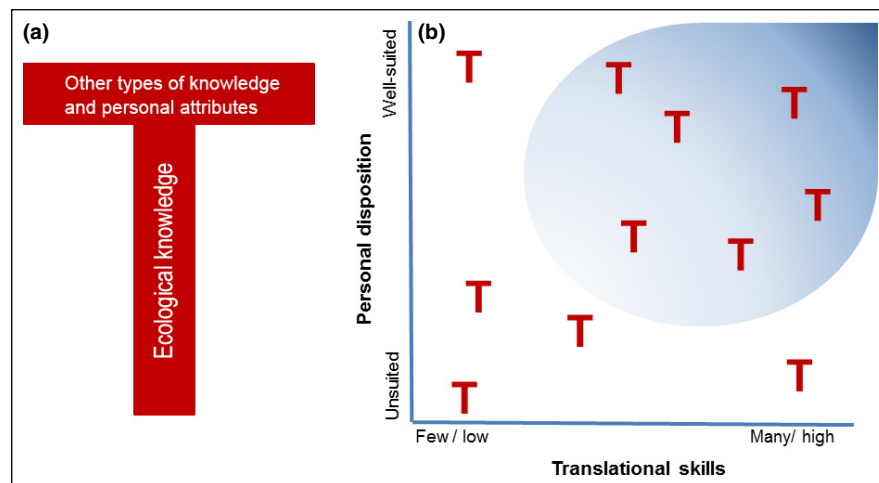 (a)
Other types of knowledge
and personal attributes
Ecological knowledge
(b)
Well-suited
Personal disposition
Unsuited
T
T
T
T
T
T
T
T
T
T
T
Few / low
Many/ high
Translational skills